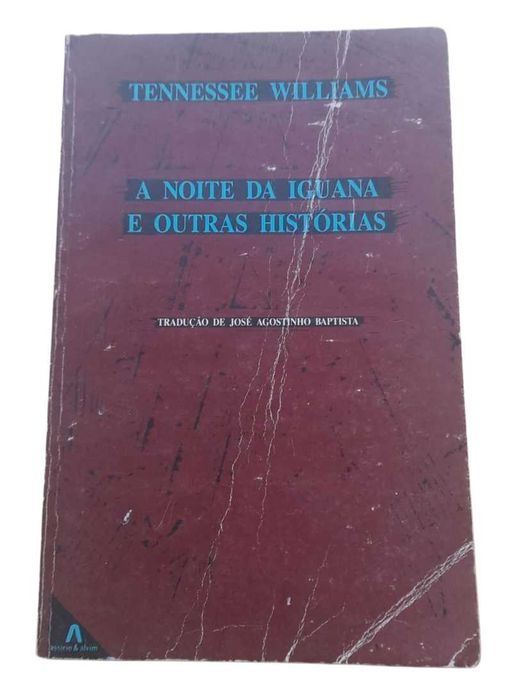 TENNESSEE WILLIAMS
A NOITE DA IGUANA
E OUTRAS HISTÓRIAS
TRADUÇÃO DE JOSÉ AGOSTINHO BAPTISTA
assírio & alvim